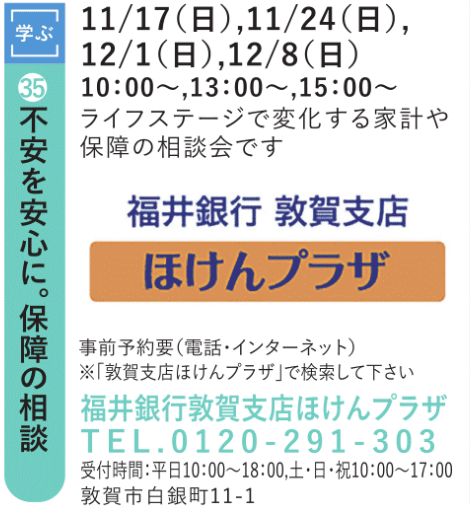 学ぶ
㉟不安を安心に。保障の相談
11/17(日),11/24(日),
12/1(日),12/8(日)
10:00〜,13:00〜,15:00〜
ライフステージで変化する家計や
保障の相談会です
福井銀行 敦賀支店
ほけんプラザ
事前予約要(電話・インターネット)
※「敦賀支店ほけんプラザ」で検索して下さい
福井銀行敦賀支店ほけんプラザ
TEL.0120-291-303
受付時間:平日10:00〜18:00,土・日・祝10:00〜17:00
敦賀市白銀町11-1